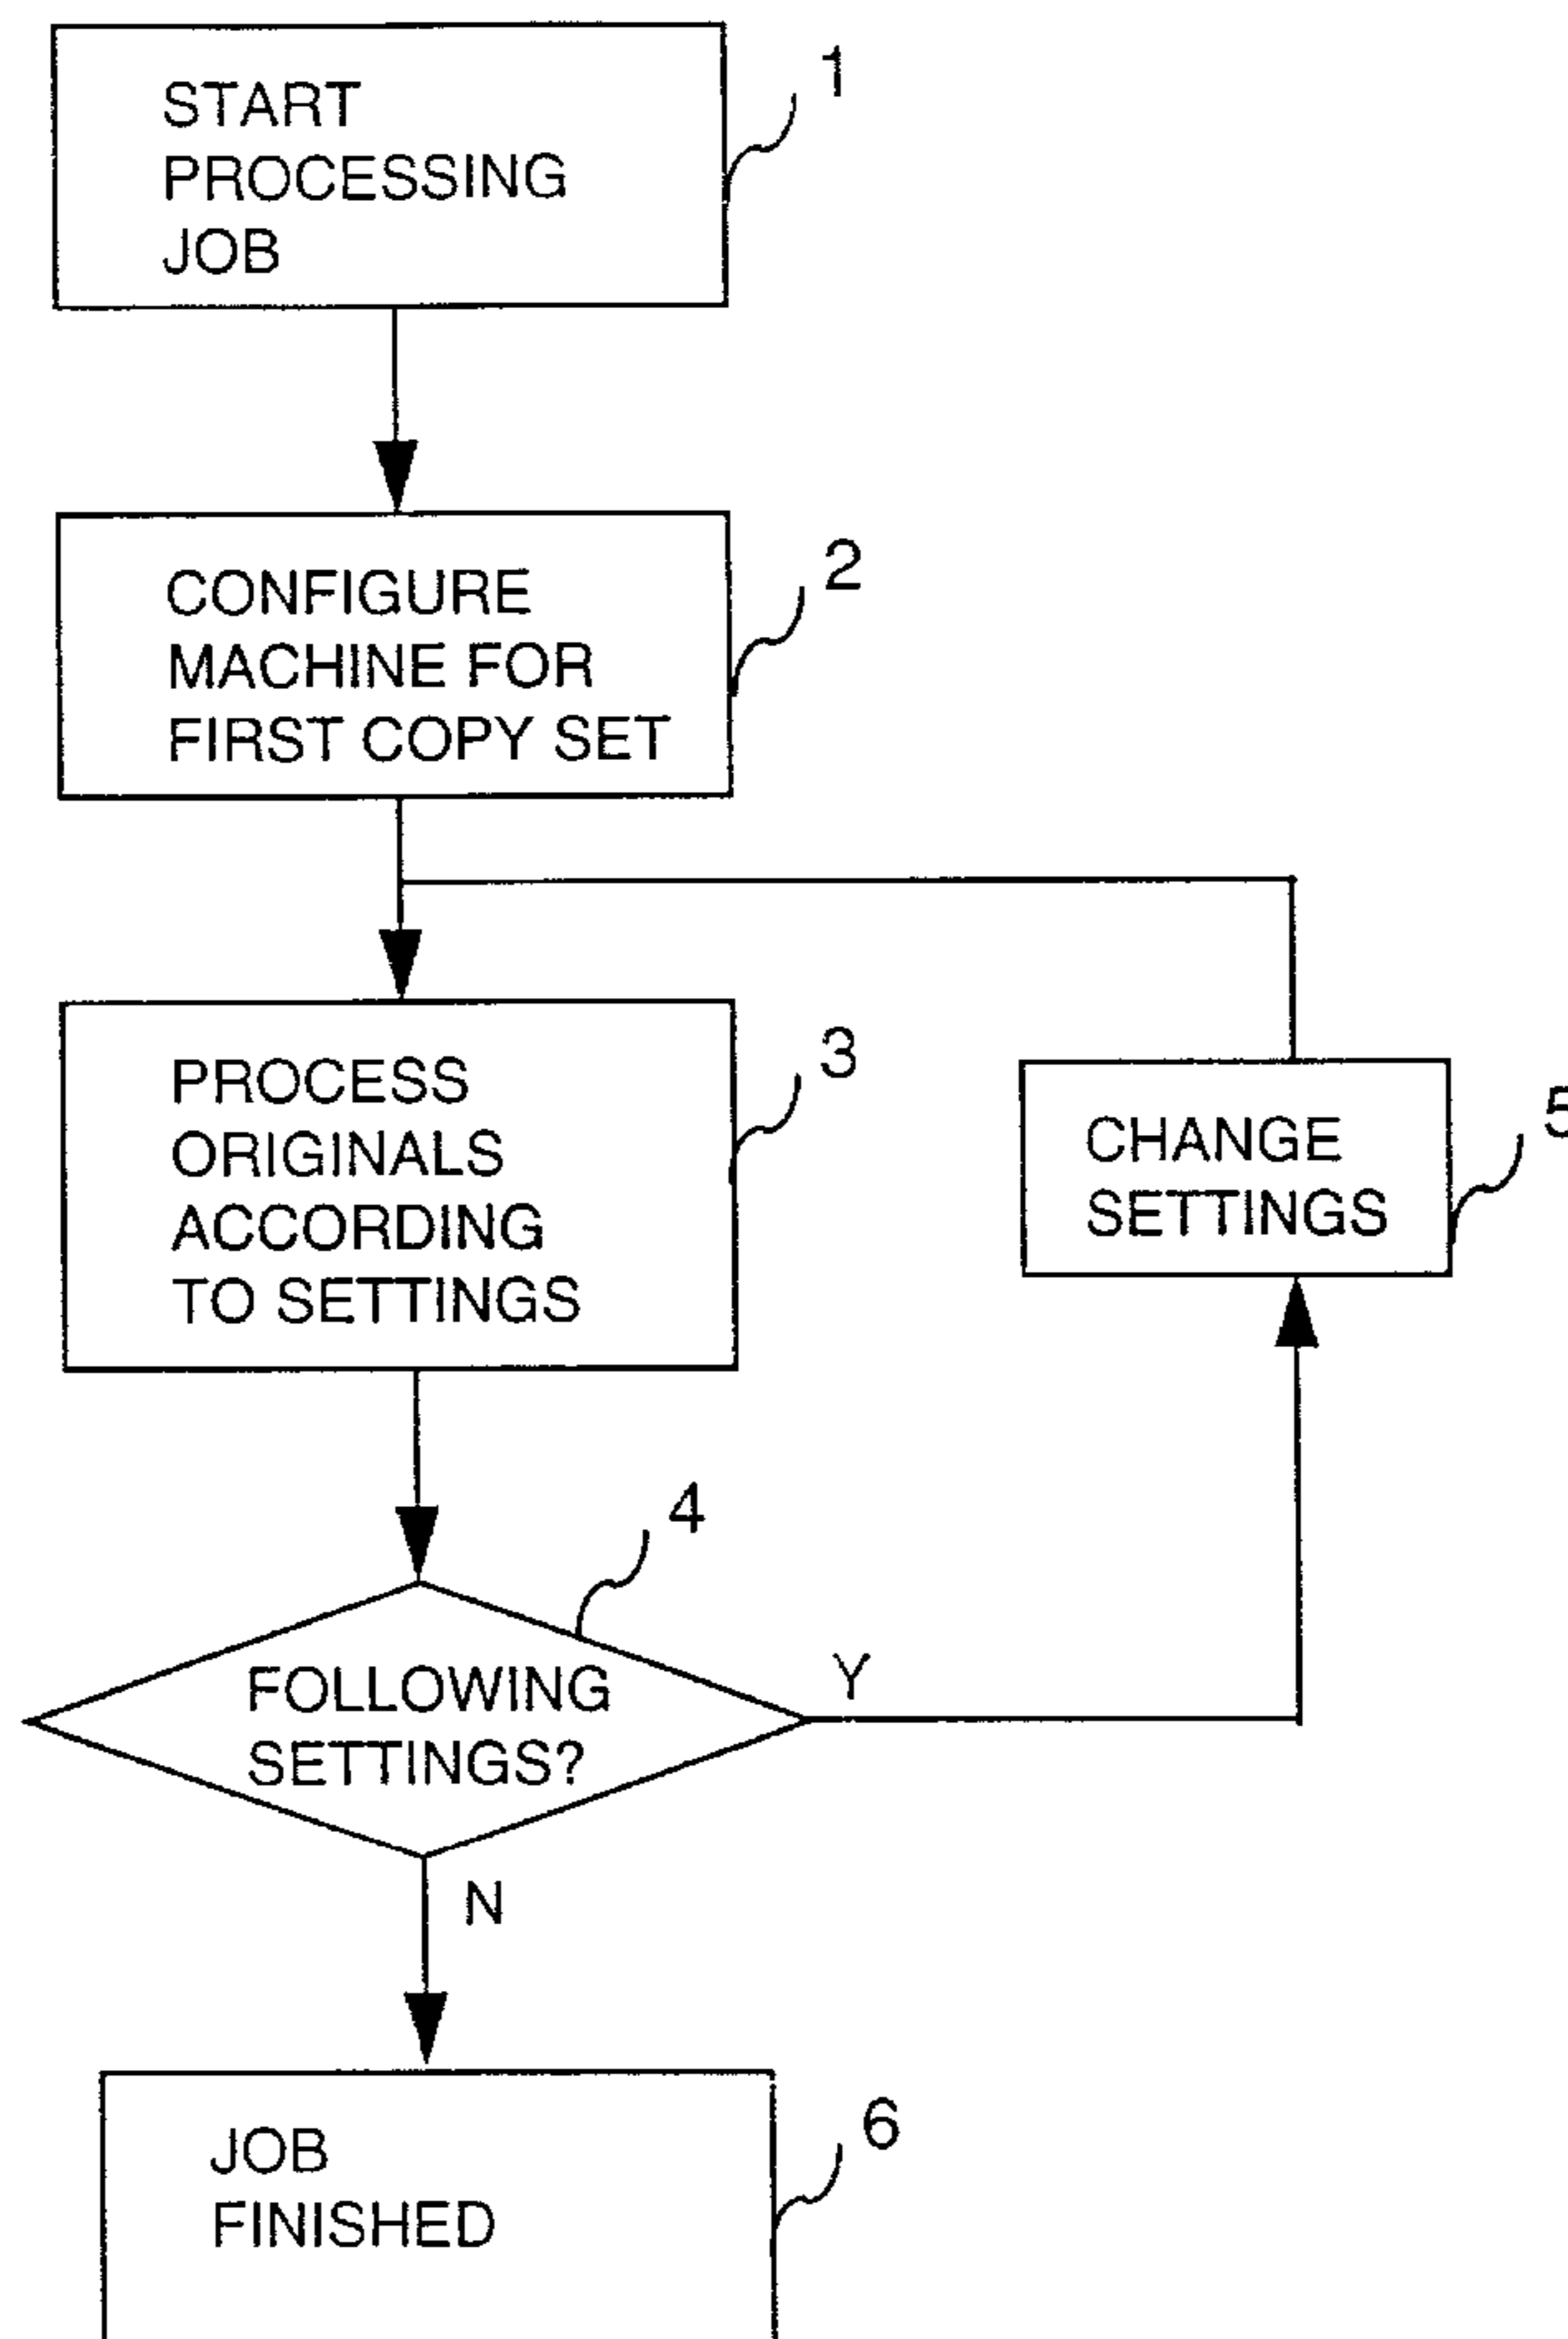 START
PROCESSING
JOB
1
CONFIGURE
MACHINE FOR
FIRST COPY SET
2
PROCESS
ORIGINALS
ACCORDING
TO SETTINGS
3
CHANGE
SETTINGS
5
FOLLOWING
SETTINGS?
4
Y
N
JOB
FINISHED
6